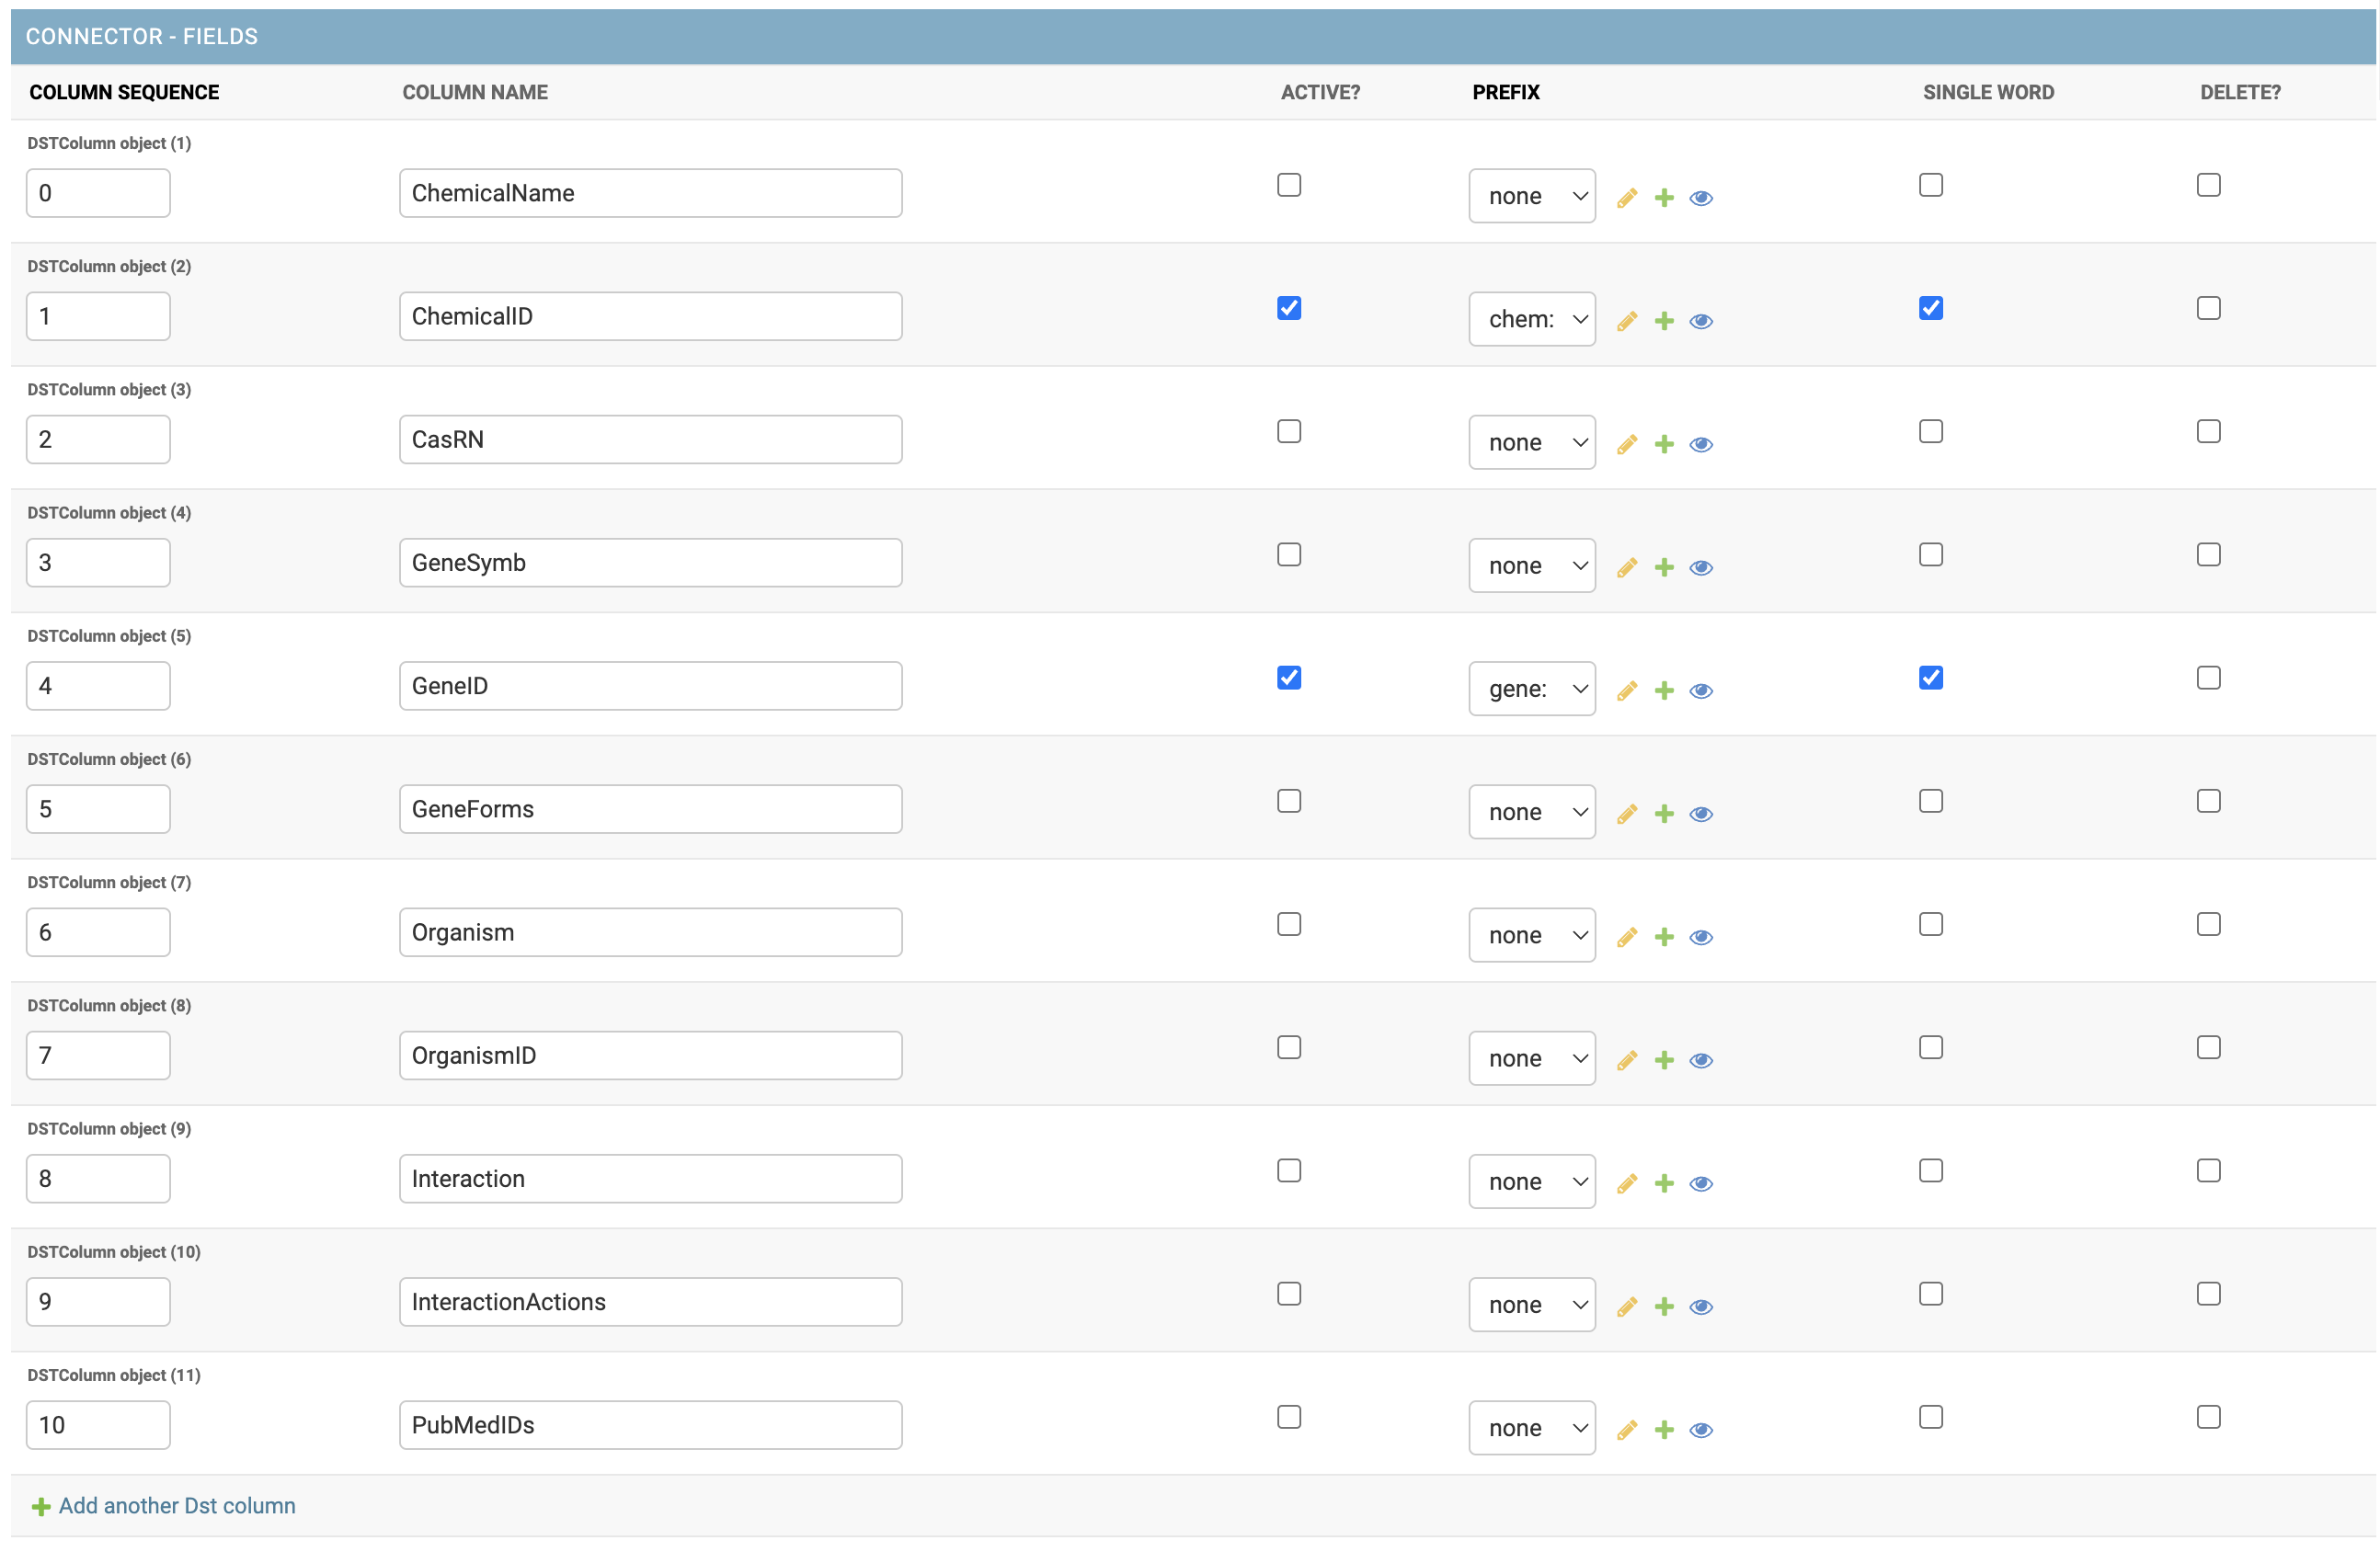 CONNECTOR - FIELDS
COLUMN SEQUENCE COLUMN NAME ACTIVE? PREFIX SINGLE WORD DELETE?
DSTColumn object (1)
0 ChemicalName none
DSTColumn object (2)
1 ChemicalID chem:
DSTColumn object (3)
2 CasRN none
DSTColumn object (4)
3 GeneSymb none
DSTColumn object (5)
4 GeneID gene:
DSTColumn object (6)
5 GeneForms none
DSTColumn object (7)
6 Organism none
DSTColumn object (8)
7 OrganismID none
DSTColumn object (9)
8 Interaction none
DSTColumn object (10)
9 InteractionActions none
DSTColumn object (11)
10 PubMedIDs none
Add another Dst column